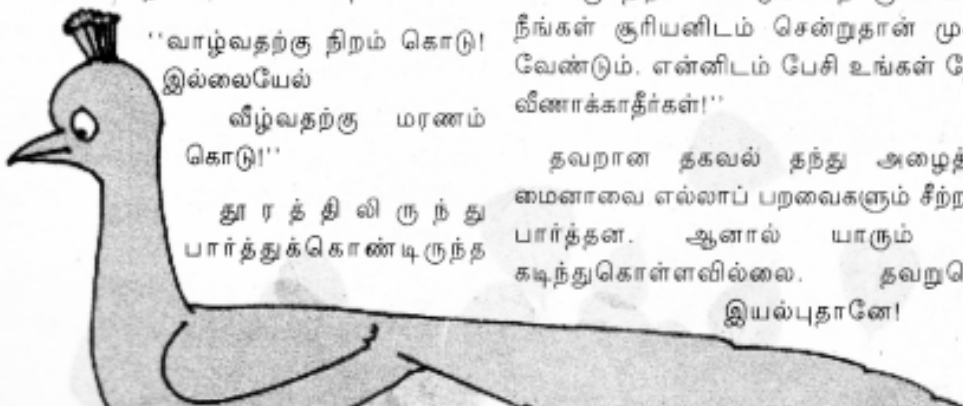 ''வாழ்வதற்கு நிறம் கொடு!
இல்லையேல்
வீழ்வதற்கு மரணம்
கொடு!''
தூரத்திலிருந்து
பார்த்துக்கொண்டிருந்த
நீங்கள் சூரியனிடம் சென்றுதான்
வேண்டும். என்னிடம் பேசி உங்கள்
வீணாக்காதீர்கள்!''
தவறான தகவல் தந்து
மைனாவை எல்லாப் பறவைகளும்
பார்த்தன. ஆனால் யாரும்
கடிந்துகொள்ளவில்லை.
இயல்புதானே!